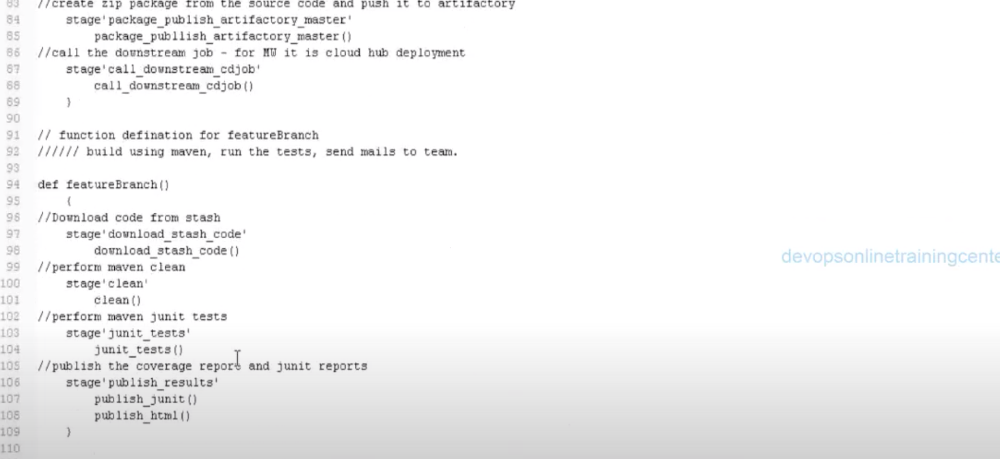 83 //create zip package from the source code and push it to artifactory
84 stage'package_publish_artifactory_master'
85 package_publlish_artifactory_master()
86 //call the downstream job - for MW it is cloud hub deployment
87 stage'call_downstream_cdjob'
88 call_downstream_cdjob()
89 }
90
91 // function defination for featureBranch
92 ////// build using maven, run the tests, send mails to team.
93
94 def featureBranch()
95 {
96 //Download code from stash
97 stage'download_stash_code'
98 download_stash_code()
99 //perform maven clean
100 stage'clean'
101 clean()
102 //perform maven junit tests
103 stage'junit_tests'
104 junit_tests()
105 //publish the coverage report and junit reports
106 stage'publish_results'
107 publish_junit()
108 publish_html()
109 }
110
devopsonlinetrainingcente